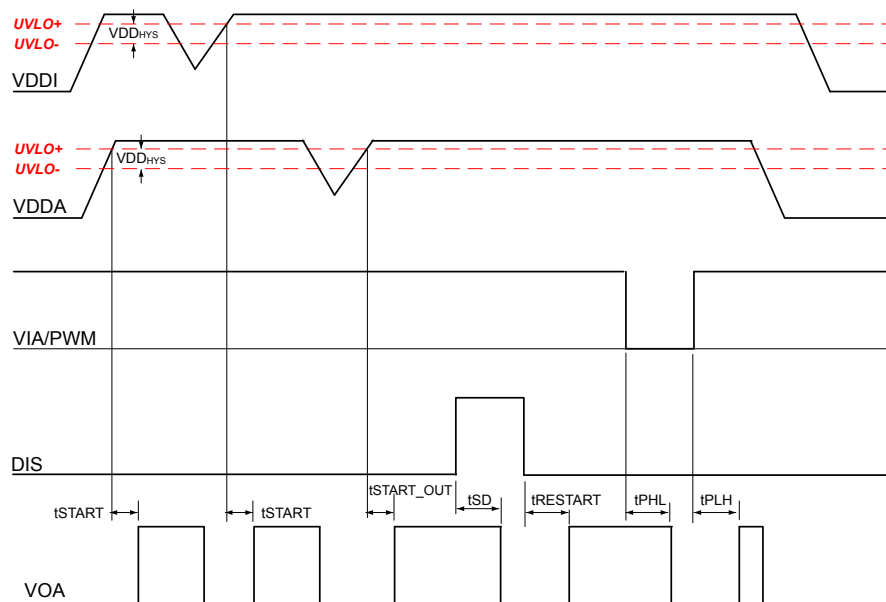 UVLO+
VDDHYS
UVLO-
VDDI
UVLO+
VDDHYS
UVLO-
VDDA
VIA/PWM
DIS
tSTART
tSTART
tSTART_OUT
tSD
tRESTART
tPHL
tPLH
VOA